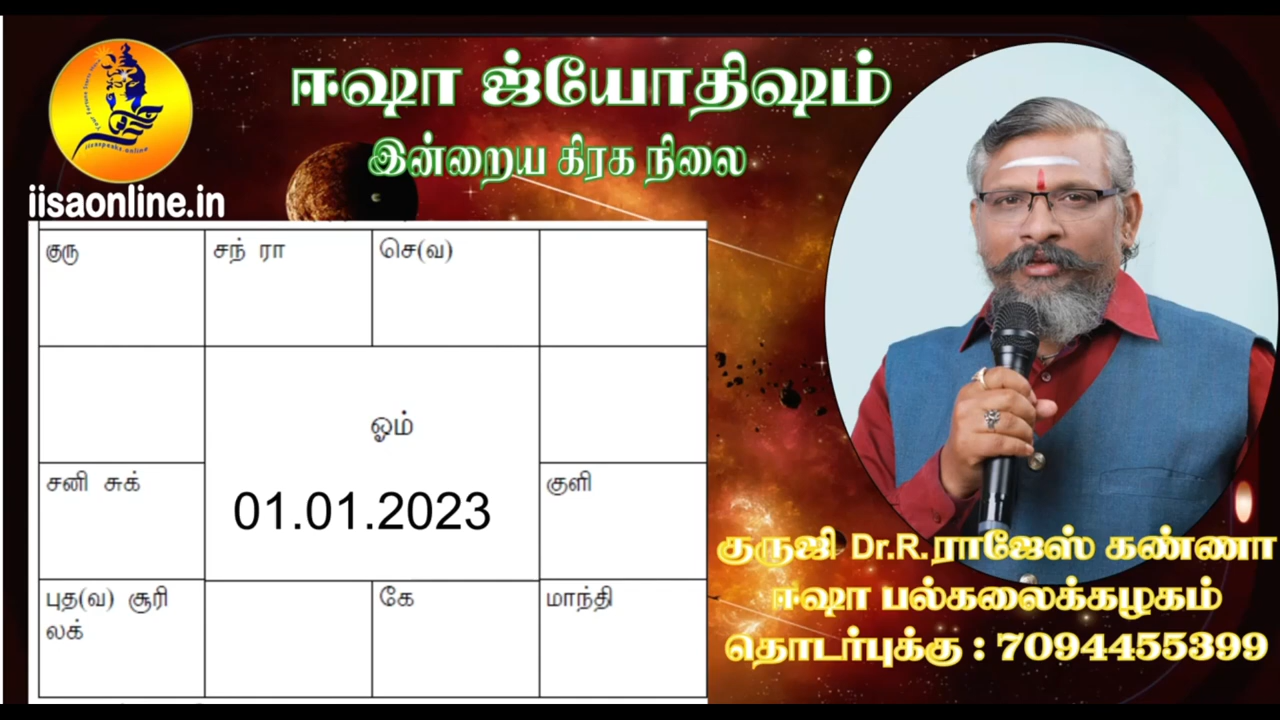 ஈஷா ஜ்யோதிஷம்
இன்றைய கிரக நிலை
iisaonline.in
குரு
சந் ரா
செ(வ)
ஓம்
01.01.2023
சனி சுக்
குளி
புத(வ) சூரி
லக்
கே
மாந்தி
குருஜி Dr.R.ராஜேஸ் கண்ணா
ஈஷா பல்கலைக்கழகம்
தொடர்புக்கு : 7094455399